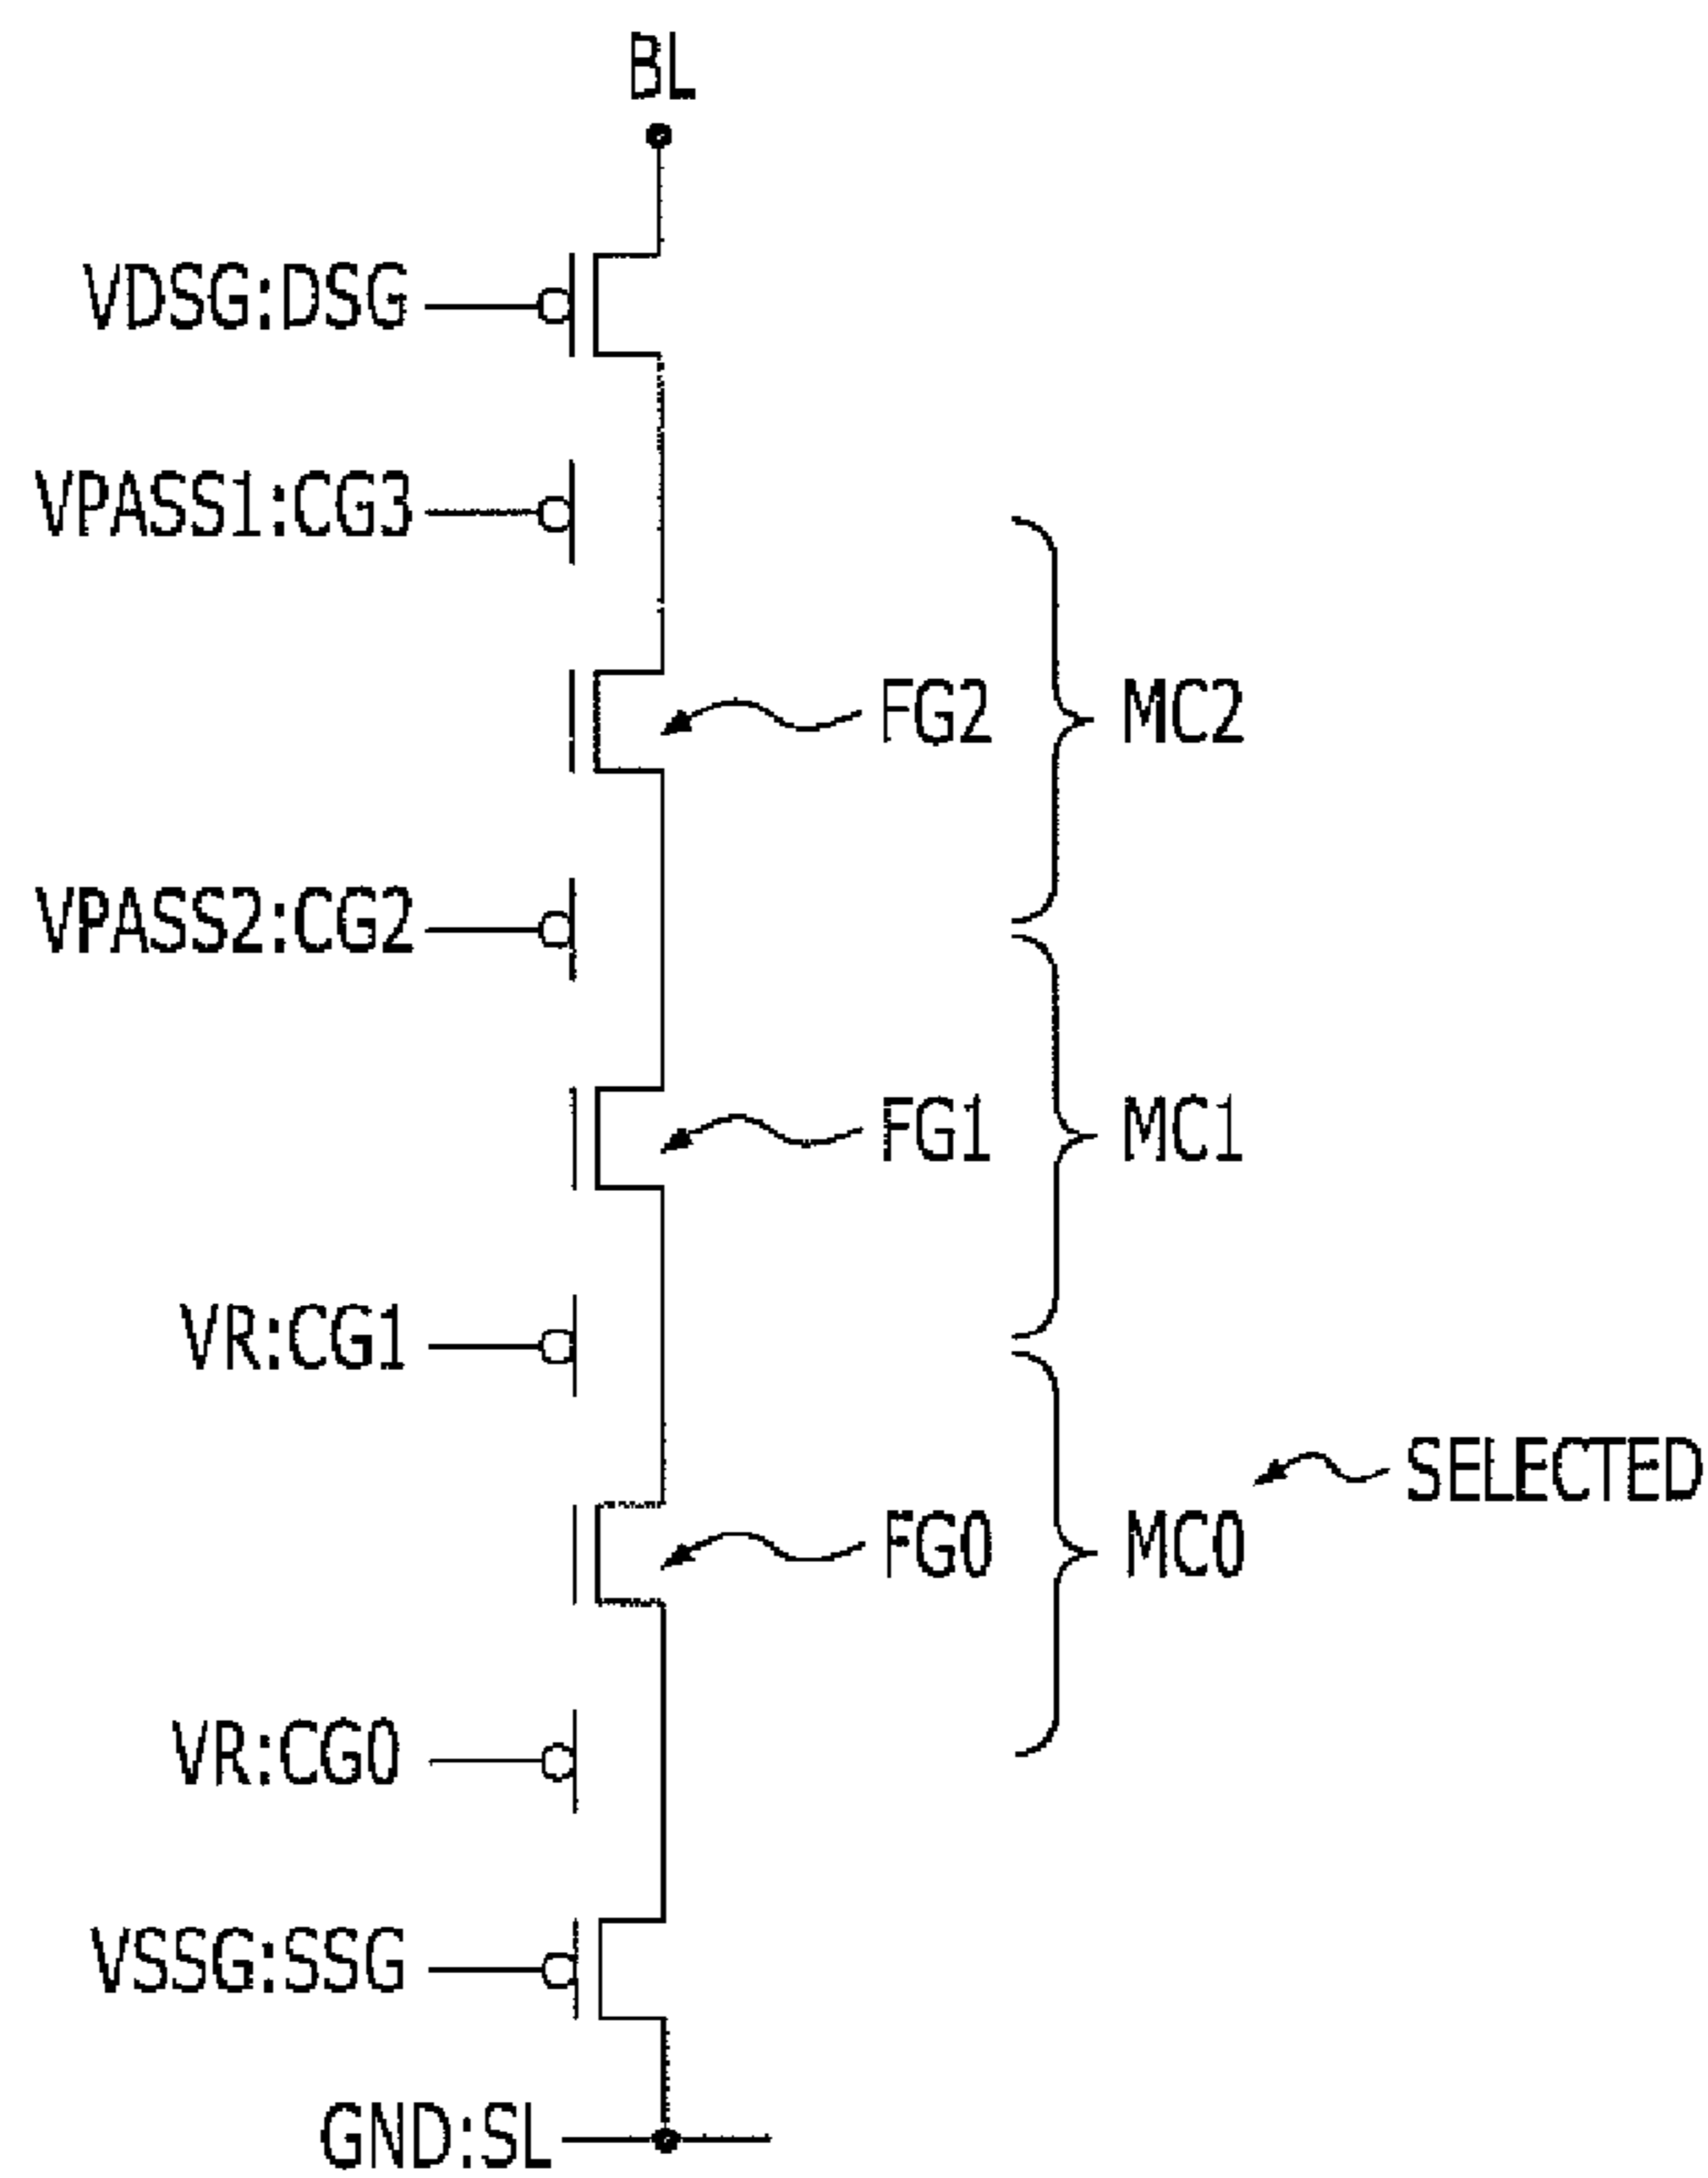 BL
VDSG:DSG
VPASS1:CG3
FG2
MC2
VPASS2:CG2
FG1
MC1
VR:CG1
SELECTED
FG0
MC0
VR:CG0
VSSG:SSG
GND:SL